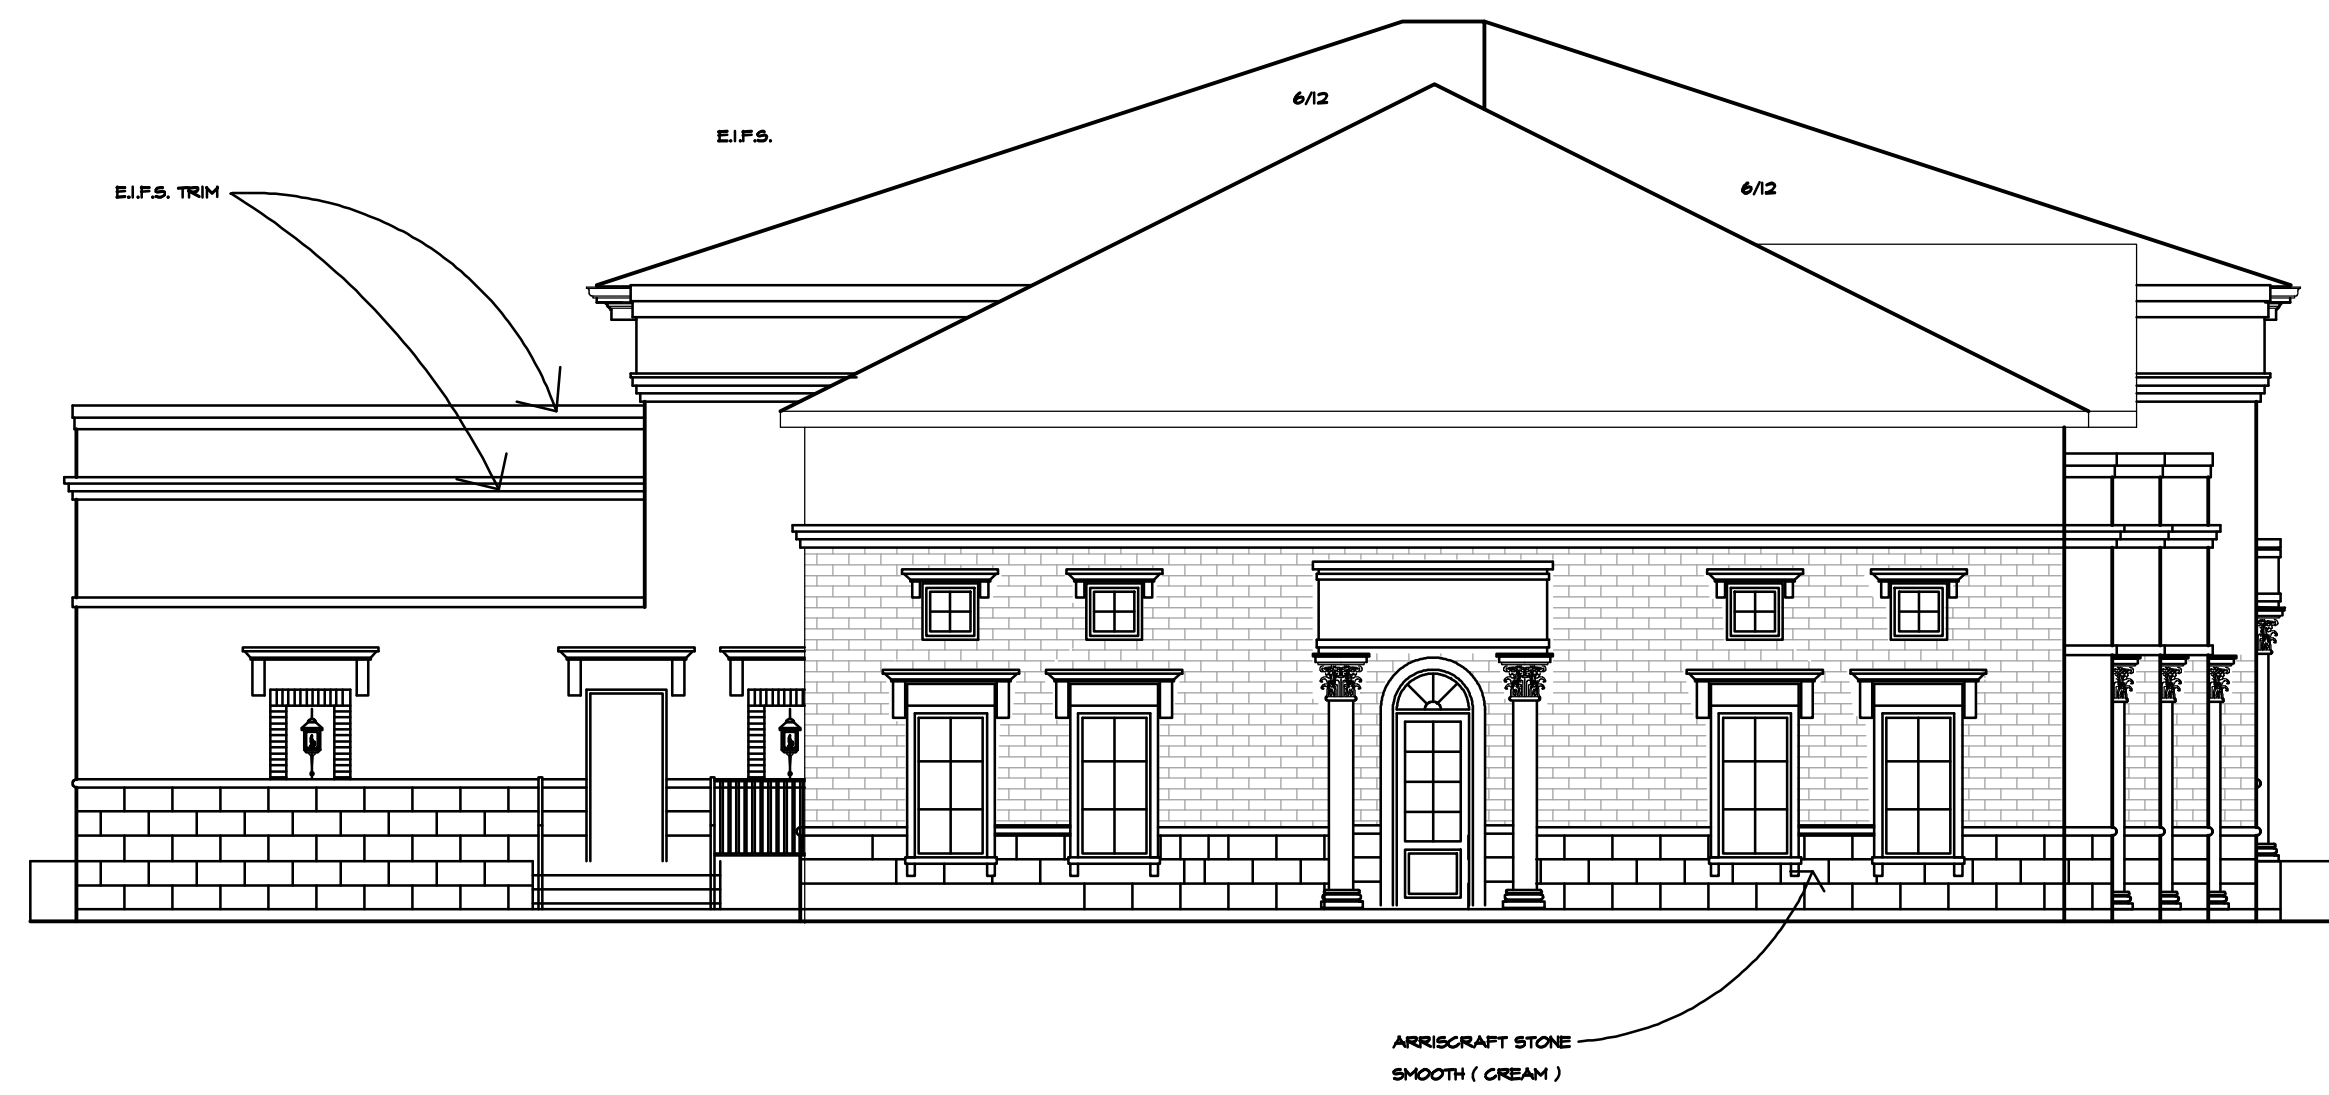 6/12
E.I.F.S.
E.I.F.S. TRIM
6/12
ARRISCRAFT STONE
SMOOTH ( CREAM )